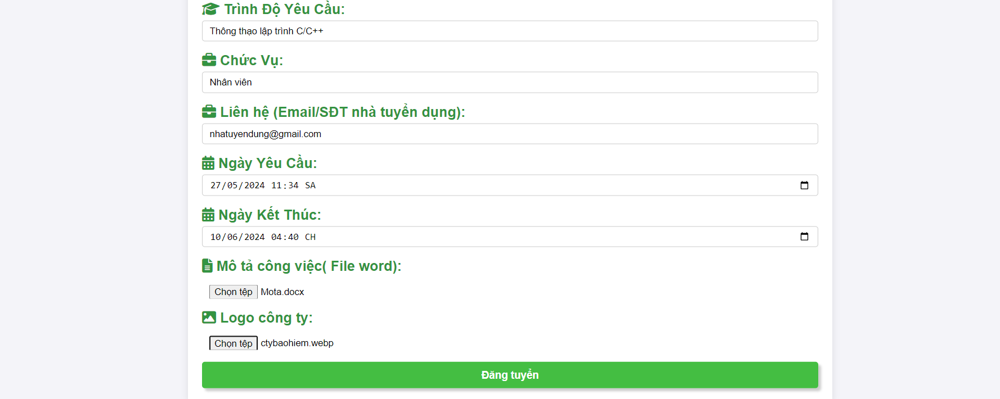 Trình Độ Yêu Cầu:
Thông thạo lập trình C/C++
Chức Vụ:
Nhân viên
Liên hệ (Email/SĐT nhà tuyển dụng):
nhatuyendung@gmail.com
Ngày Yêu Cầu:
27/05/2024 11:34 SA
Ngày Kết Thúc:
10/06/2024 04:40 CH
Mô tả công việc( File word):
Chọn tệp Mota.docx
Logo công ty:
Chọn tệp ctybaohiem.webp
Đăng tuyển